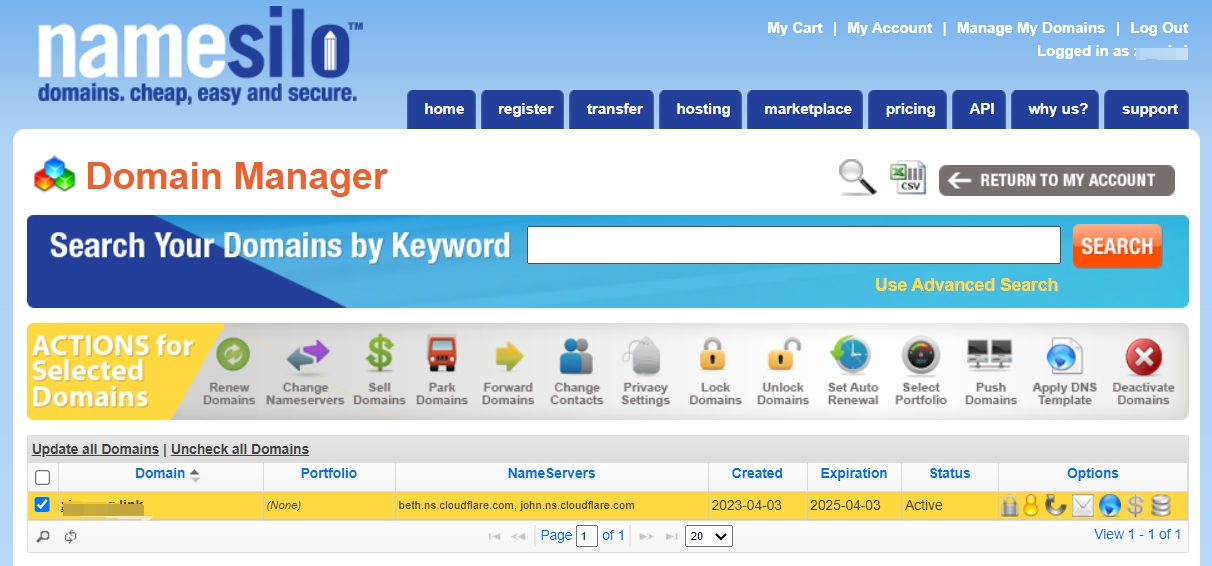 namesilo™
domains. cheap, easy and secure.
My Cart | My Account | Manage My Domains | Log Out
Logged in as :
home register transfer hosting marketplace pricing API why us? support
Domain Manager
CSV
RETURN TO MY ACCOUNT
Search Your Domains by Keyword
SEARCH
Use Advanced Search
ACTIONS for
Selected
Domains
Renew
Domains
Change
Nameservers
Sell
Domains
Park
Domains
Forward
Domains
Change
Contacts
Privacy
Settings
Lock
Domains
Unlock
Domains
Set Auto
Renewal
Select
Portfolio
Push
Domains
Apply DNS
Template
Deactivate
Domains
Update all Domains | Uncheck all Domains
Domain Portfolio NameServers Created Expiration Status Options
(None) beth.ns.cloudflare.com, john.ns.cloudflare.com 2023-04-03 2025-04-03 Active
Page 1 of 1 20 View 1 - 1 of 1